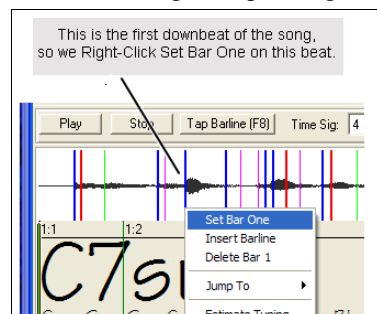 This is the first downbeat of the song,
so we Right-Click Set Bar One on this beat.
Play Stop Tap Barline (F8) Time Sig: 4
Set Bar One
1:1 1:2 Insert Barline
Delete Bar 1
C7su
Jump To
Estimate Tuning